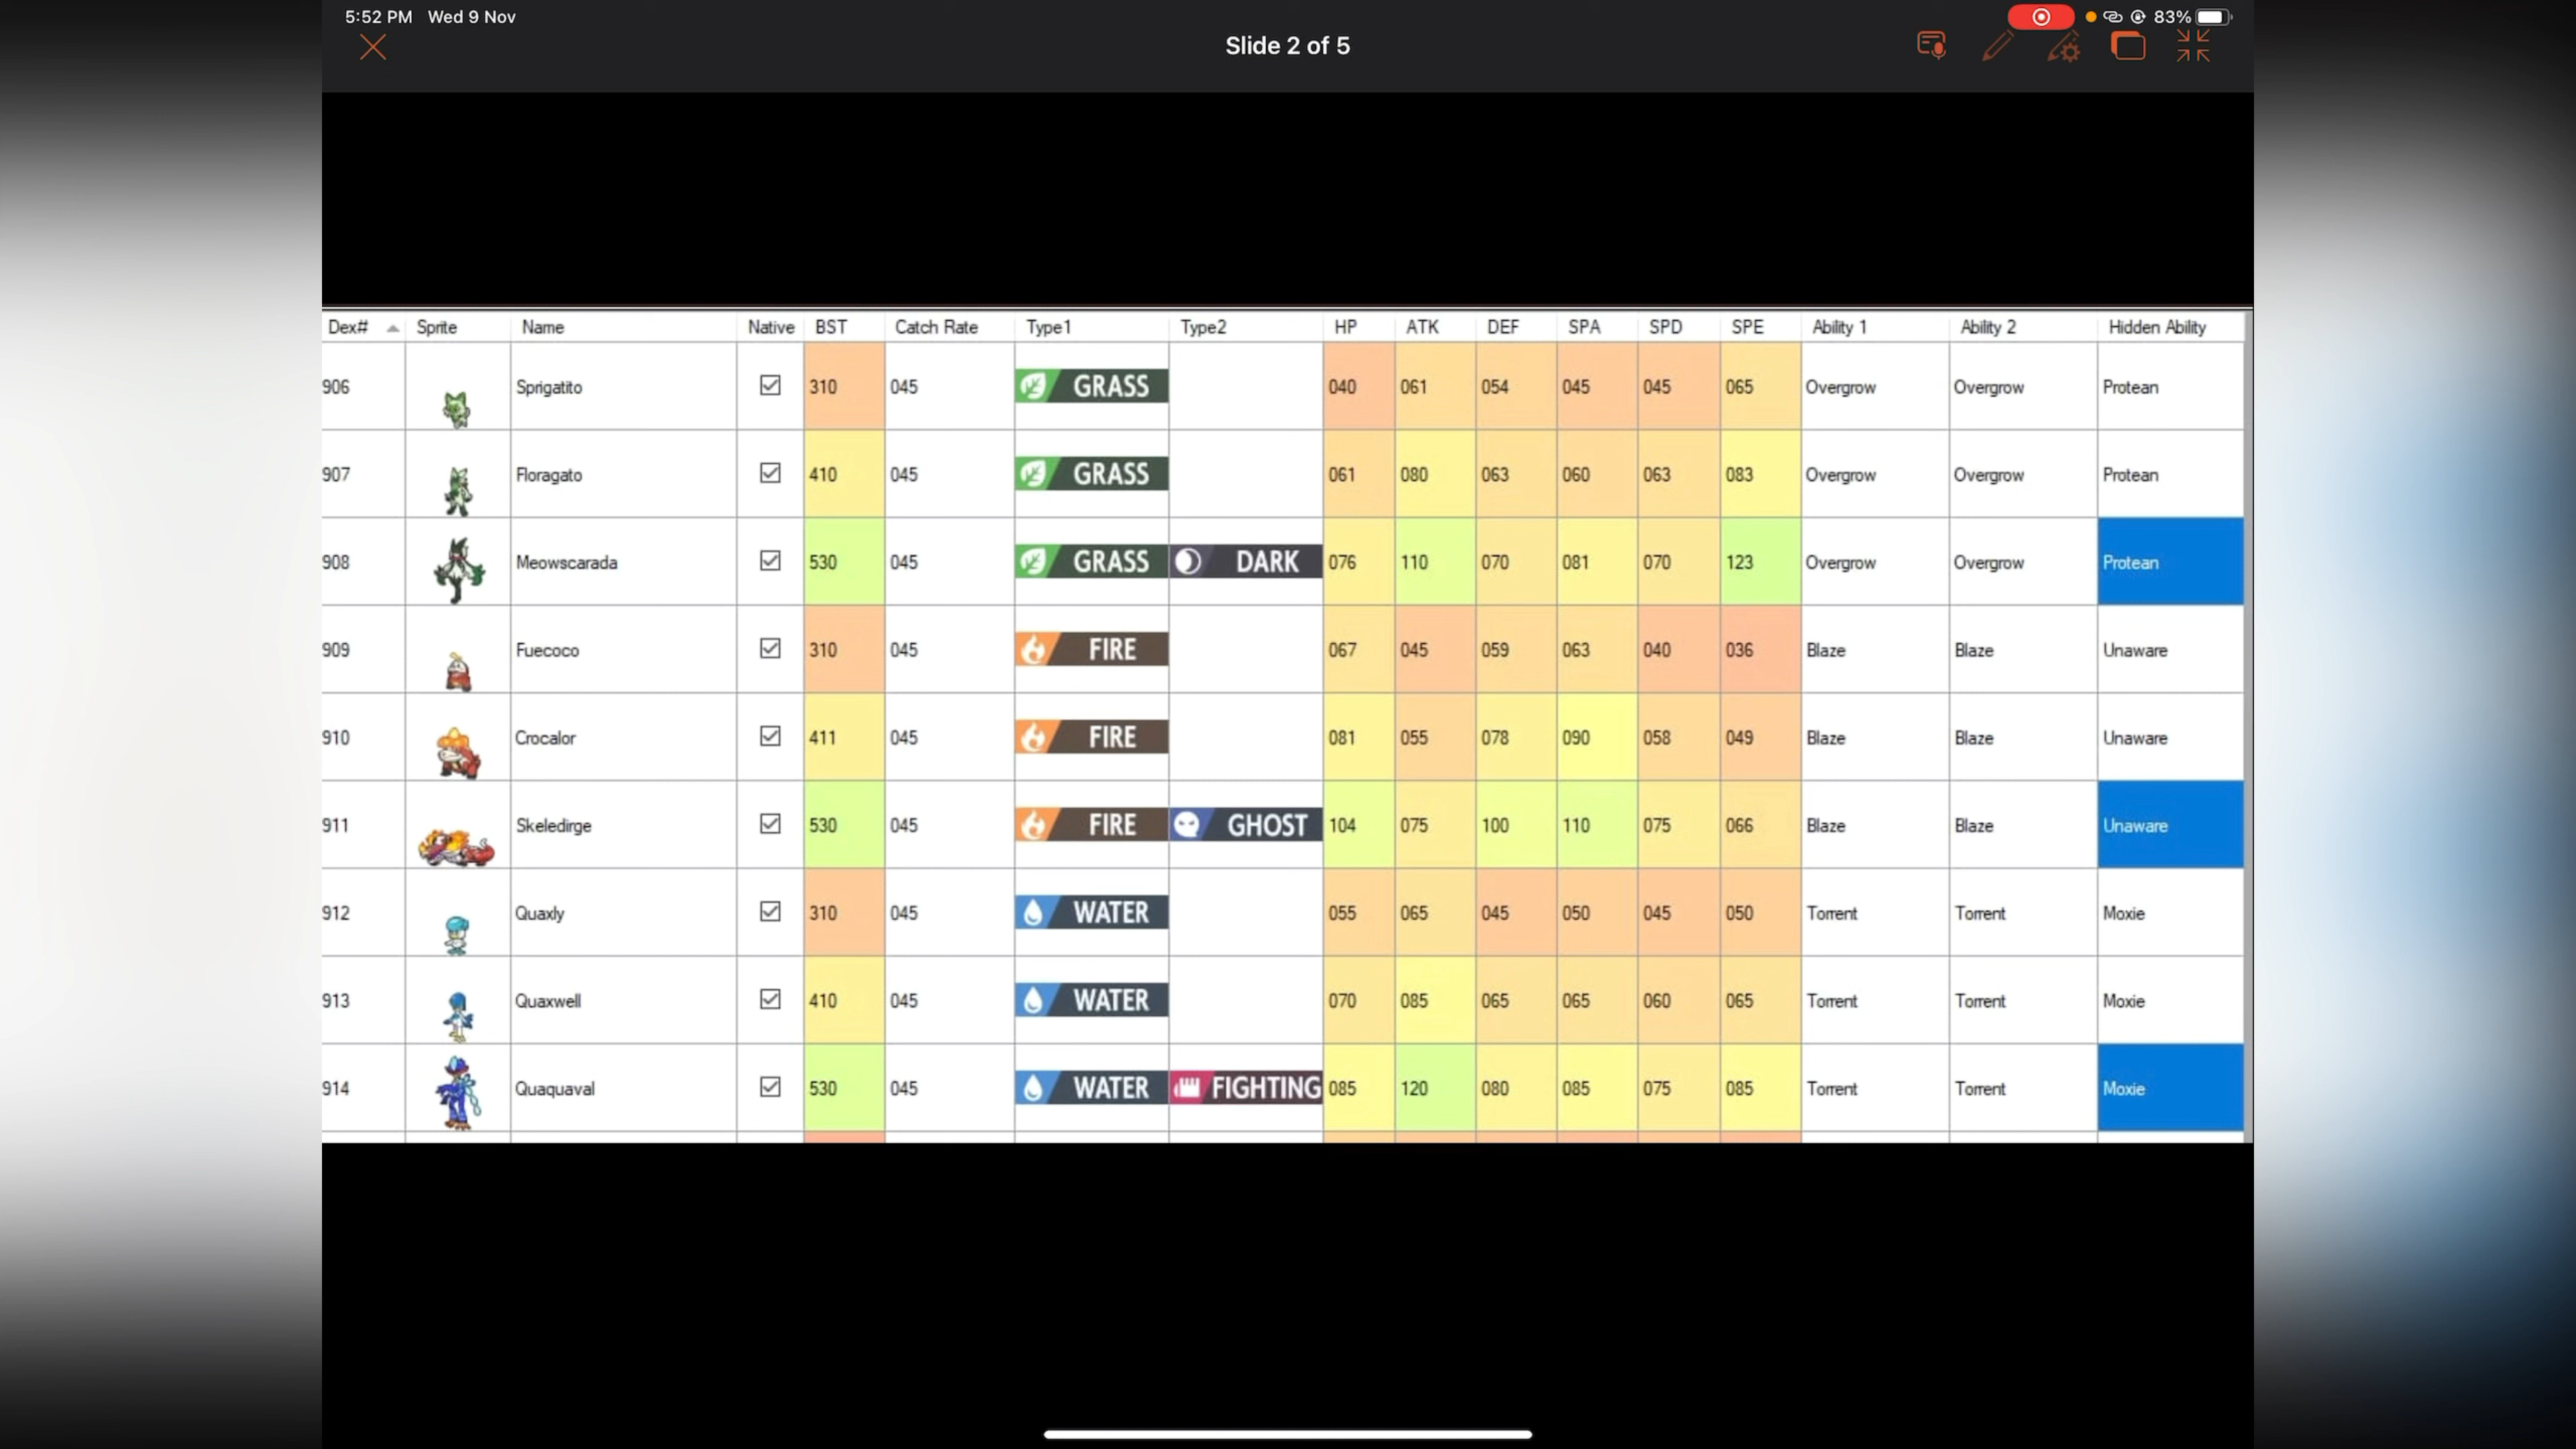 5:52 PM Wed 9 Nov 83%
Slide 2 of 5
Dex# Sprite Name Native BST Catch Rate Type1 Type2 HP ATK DEF SPA SPD SPE Ability 1 Ability 2 Hidden Ability
906 Sprigatito 310 045 GRASS 040 061 054 045 045 065 Overgrow Overgrow Protean
907 Floragato 410 045 GRASS 061 080 063 060 063 083 Overgrow Overgrow Protean
908 Meowscarada 530 045 GRASS DARK 076 110 070 081 070 123 Overgrow Overgrow Protean
909 Fuecoco 310 045 FIRE 067 045 059 063 040 036 Blaze Blaze Unaware
910 Crocalor 411 045 FIRE 081 055 078 090 058 049 Blaze Blaze Unaware
911 Skeledirge 530 045 FIRE GHOST 104 075 100 110 075 066 Blaze Blaze Unaware
912 Quaxly 310 045 WATER 055 065 045 050 045 050 Torrent Torrent Moxie
913 Quaxwell 410 045 WATER 070 085 065 065 060 065 Torrent Torrent Moxie
914 Quaquaval 530 045 WATER FIGHTING 085 120 080 085 075 085 Torrent Torrent Moxie